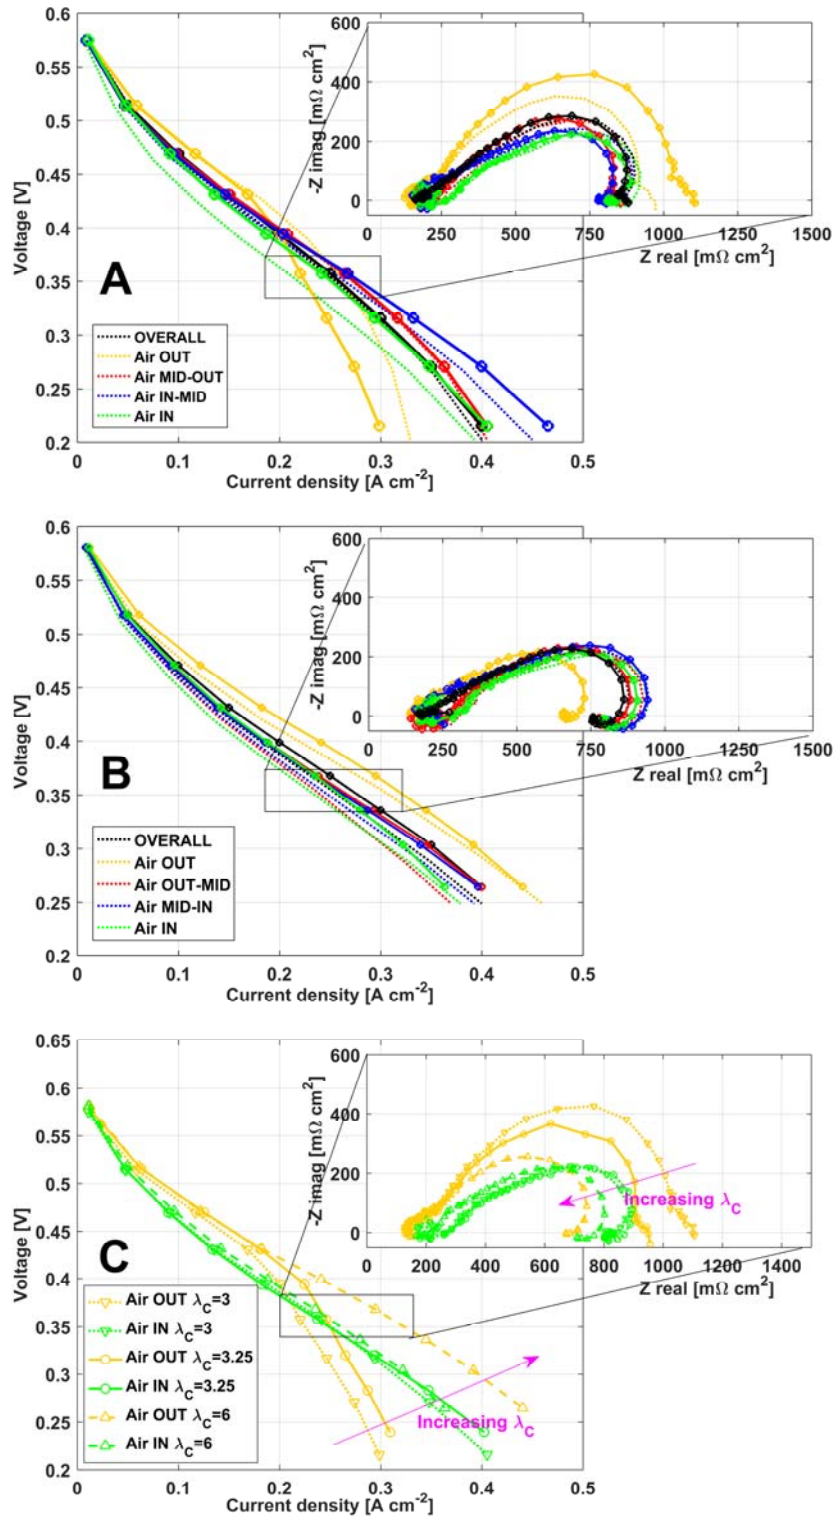 0.6
0.55
0.5
0.45
0.4
0.35
0.3
0.25
0.2
Voltage [V]
0
0.1
0.2
0.3
0.4
0.5
Current density [A cm-2]
A
OVERALL
Air OUT
Air MID-OUT
Air IN-MID
Air IN
600
400
200
0
-Z imag [mΩ cm2]
0
250
500
750
1000
1250
1500
Z real [mΩ cm2]
0.6
0.55
0.5
0.45
0.4
0.35
0.3
0.25
0.2
Voltage [V]
0
0.1
0.2
0.3
0.4
0.5
Current density [A cm-2]
B
OVERALL
Air OUT
Air OUT-MID
Air MID-IN
Air IN
600
400
200
0
-Z imag [mΩ cm2]
0
250
500
750
1000
1250
1500
Z real [mΩ cm2]
0.65
0.6
0.55
0.5
0.45
0.4
0.35
0.3
0.25
0.2
Voltage [V]
0
0.1
0.2
0.3
0.4
0.5
Current density [A cm-2]
C
Air OUT λC=3
Air IN λC=3
Air OUT λC=3.25
Air IN λC=3.25
Air OUT λC=6
Air IN λC=6
Increasing λC
600
400
200
0
-Z imag [mΩ cm2]
0
200
400
600
800
1000
1200
1400
Z real [mΩ cm2]
Increasing λC